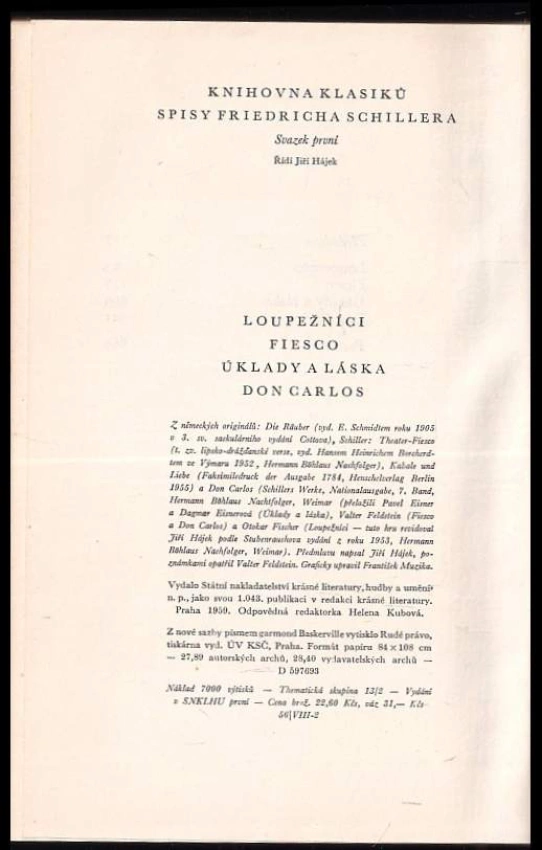 KNIHOVNA KLASIKŮ
SPISY FRIEDRICHA SCHILLERA
Svazek první
Řídí Jiří Hájek
LOUPEŽNÍCI
FIESCO
ÚKLADY A LÁSKA
DON CARLOS
Z německých originálů: Die Räuber (vyd. E. Schmidtem roku 1905
v 3. sv. saekulárního vydání Cottova), Schiller: Theater-Fiesco
(t. zv. lipsko-drážďanská verse, vyd. Hansem Heinrichem Borcherd-
tem ve Výmaru 1952, Hermann Böhlaus Nachfolger), Kabale und
Liebe (Faksimiledruck der Ausgabe 1784, Henschelverlag Berlin
1955) a Don Carlos (Schillers Werke, Nationalausgabe, 7. Band,
Hermann Böhlaus Nachfolger, Weimar (přeložili Pavel Eisner
a Dagmar Eisnerová (Úklady a láska), Valter Feldstein (Fiesco
a Don Carlos) a Otokar Fischer (Loupežníci — tuto hru revidoval
Jiří Hájek podle Stubenrauchova vydání z roku 1953, Hermann
Böhlaus Nachfolger, Weimar). Předmluvu napsal Jiří Hájek, po-
známkami opatřil Valter Feldstein. Graficky upravil František Muzika.
Vydalo Státní nakladatelství krásné literatury, hudby a umění,
n. p., jako svou 1.043. publikaci v redakci krásné literatury.
Praha 1959. Odpovědná redaktorka Helena Kubová.
Z nové sazby písmem garmond Baskerville vytisklo Rudé právo,
tiskárna vyd. ÚV KSČ, Praha. Formát papíru 84 × 108 cm
— 27,89 autorských archů, 28,40 vydavatelských archů —
D 597693
Náklad 7000 výtisků — Thematická skupina 13/2 — Vydání
v SNKLHU první — Cena brož. 22,60 Kčs, váz 31,— Kčs
56/VIII-2